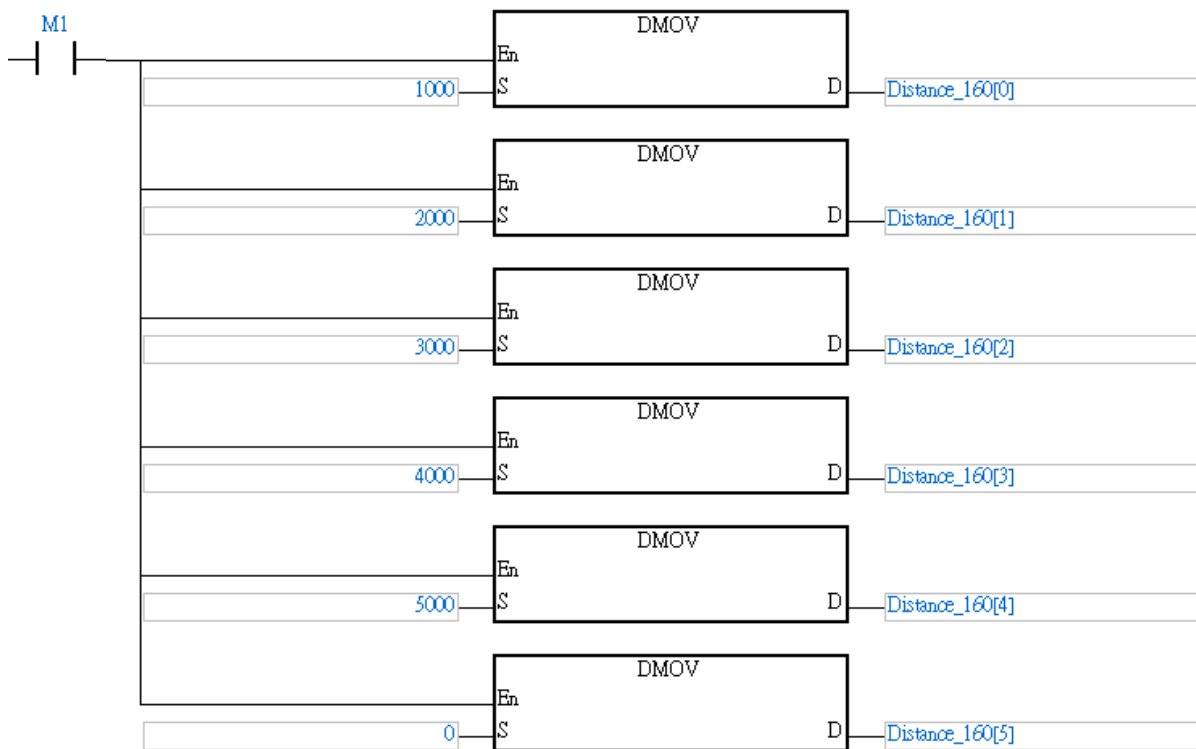 M1
DMOV
En
1000 S D Distance_160[0]
DMOV
En
2000 S D Distance_160[1]
DMOV
En
3000 S D Distance_160[2]
DMOV
En
4000 S D Distance_160[3]
DMOV
En
5000 S D Distance_160[4]
DMOV
En
0 S D Distance_160[5]